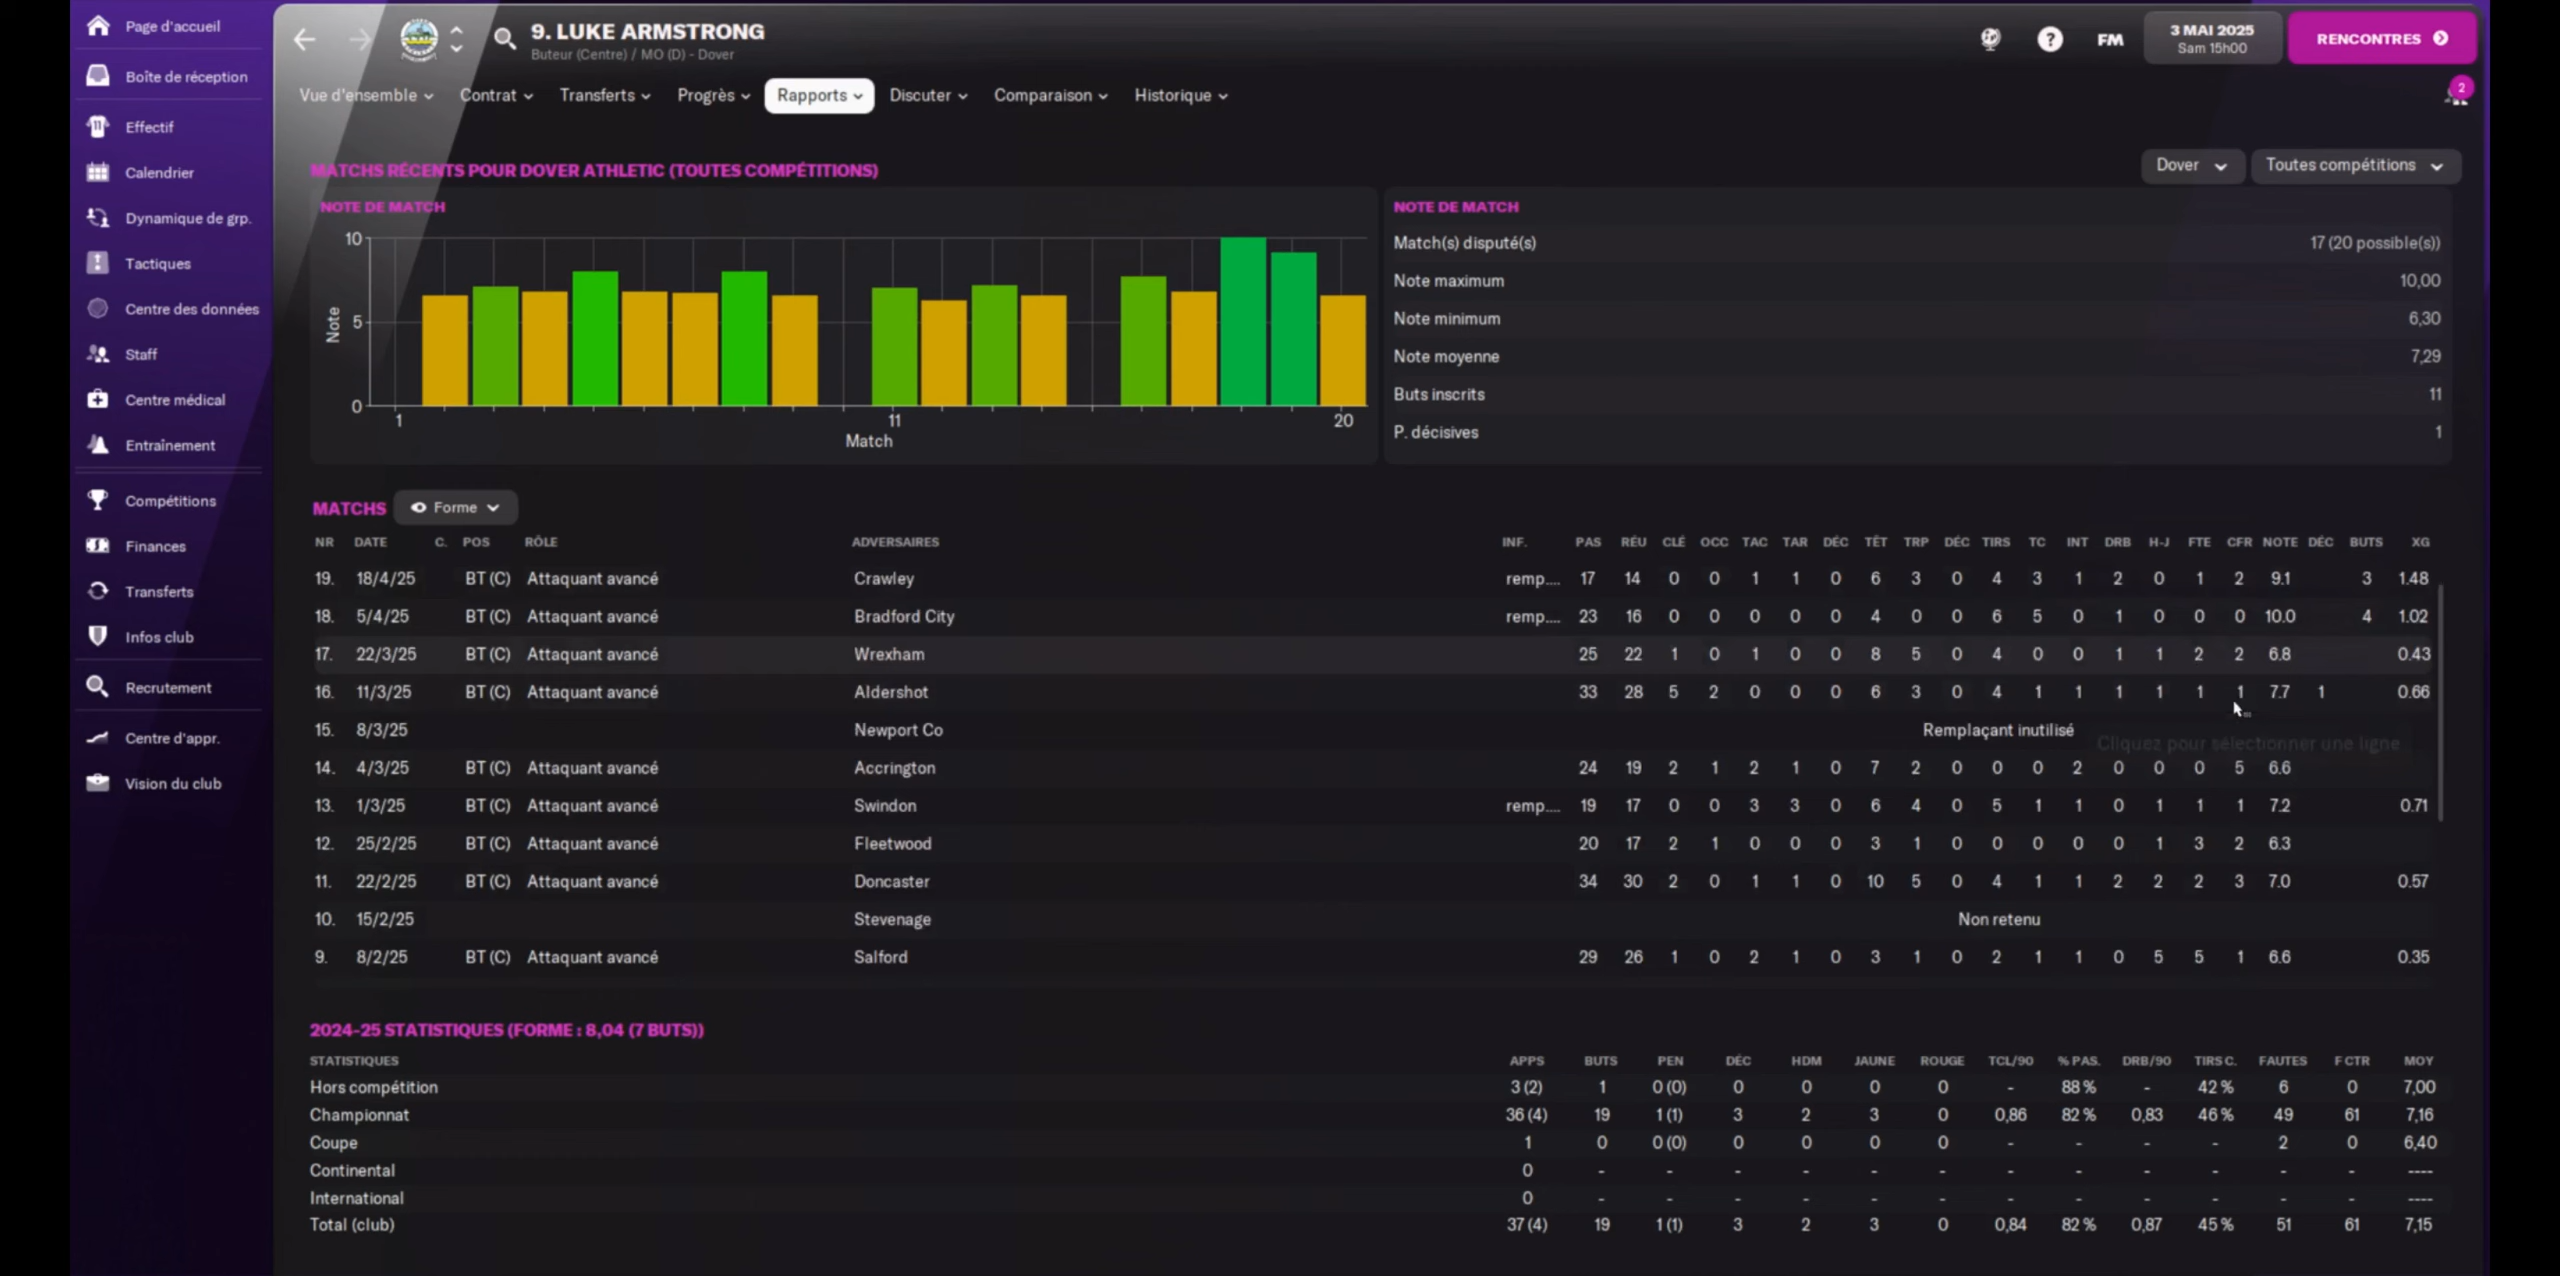 Page d'accueil
Boîte de réception
Effectif
Calendrier
Dynamique de grp.
Tactiques
Centre des données
Staff
Centre médical
Entraînement
Compétitions
Finances
Transferts
Infos club
Recrutement
Centre d'appr.
Vision du club
9. LUKE ARMSTRONG
Buteur (Centre) / MO (D) - Dover
FM
3 MAI 2025
Sam 15h00
RENCONTRES
Vue d'ensemble Contrat Transferts Progrès Rapports Discuter Comparaison Historique
2
MATCHS RÉCENTS POUR DOVER ATHLETIC (TOUTES COMPÉTITIONS)
Dover Toutes compétitions
NOTE DE MATCH
10
5
0
Note
1 11 20
Match
NOTE DE MATCH
Match(s) disputé(s) 17 (20 possible(s))
Note maximum 10,00
Note minimum 6,30
Note moyenne 7,29
Buts inscrits 11
P. décisives 1
MATCHS Forme
NR DATE C. POS RÔLE ADVERSAIRES INF. PAS RÉU CLÉ OCC TAC TAR DÉC TÊT TRP DÉC TIRS TC INT DRB H-J FTE CFR NOTE DÉC BUTS XG
19. 18/4/25 BT (C) Attaquant avancé Crawley remp.... 17 14 0 0 1 1 0 6 3 0 4 3 1 2 0 1 2 9.1 3 1.48
18. 5/4/25 BT (C) Attaquant avancé Bradford City remp.... 23 16 0 0 0 0 0 4 0 0 6 5 0 1 0 0 0 10.0 4 1.02
17. 22/3/25 BT (C) Attaquant avancé Wrexham 25 22 1 0 1 0 0 8 5 0 4 0 0 1 1 2 2 6.8 0.43
16. 11/3/25 BT (C) Attaquant avancé Aldershot 33 28 5 2 0 0 0 6 3 0 4 1 1 1 1 1 1 7.7 1 0.66
15. 8/3/25 Newport Co Remplaçant inutilisé
Cliquez pour sélectionner une ligne
14. 4/3/25 BT (C) Attaquant avancé Accrington 24 19 2 1 2 1 0 7 2 0 0 0 2 0 0 0 5 6.6
13. 1/3/25 BT (C) Attaquant avancé Swindon remp.... 19 17 0 0 3 3 0 6 4 0 5 1 1 0 1 1 1 7.2 0.71
12. 25/2/25 BT (C) Attaquant avancé Fleetwood 20 17 2 1 0 0 0 3 1 0 0 0 0 0 1 3 2 6.3
11. 22/2/25 BT (C) Attaquant avancé Doncaster 34 30 2 0 1 1 0 10 5 0 4 1 1 2 2 2 3 7.0 0.57
10. 15/2/25 Stevenage Non retenu
9. 8/2/25 BT (C) Attaquant avancé Salford 29 26 1 0 2 1 0 3 1 0 2 1 1 0 5 5 1 6.6 0.35
2024-25 STATISTIQUES (FORME : 8,04 (7 BUTS))
STATISTIQUES APPS BUTS PEN DÉC HDM JAUNE ROUGE TCL/90 % PAS. DRB/90 TIRS C. FAUTES F CTR MOY
Hors compétition 3 (2) 1 0 (0) 0 0 0 0 - 88 % - 42 % 6 0 7,00
Championnat 36 (4) 19 1 (1) 3 2 3 0 0,86 82 % 0,83 46 % 49 61 7,16
Coupe 1 0 0 (0) 0 0 0 0 - - - - 2 0 6,40
Continental 0 - - - - - - - - - - - - ----
International 0 - - - - - - - - - - - - ----
Total (club) 37 (4) 19 1 (1) 3 2 3 0 0,84 82 % 0,87 45 % 51 61 7,15